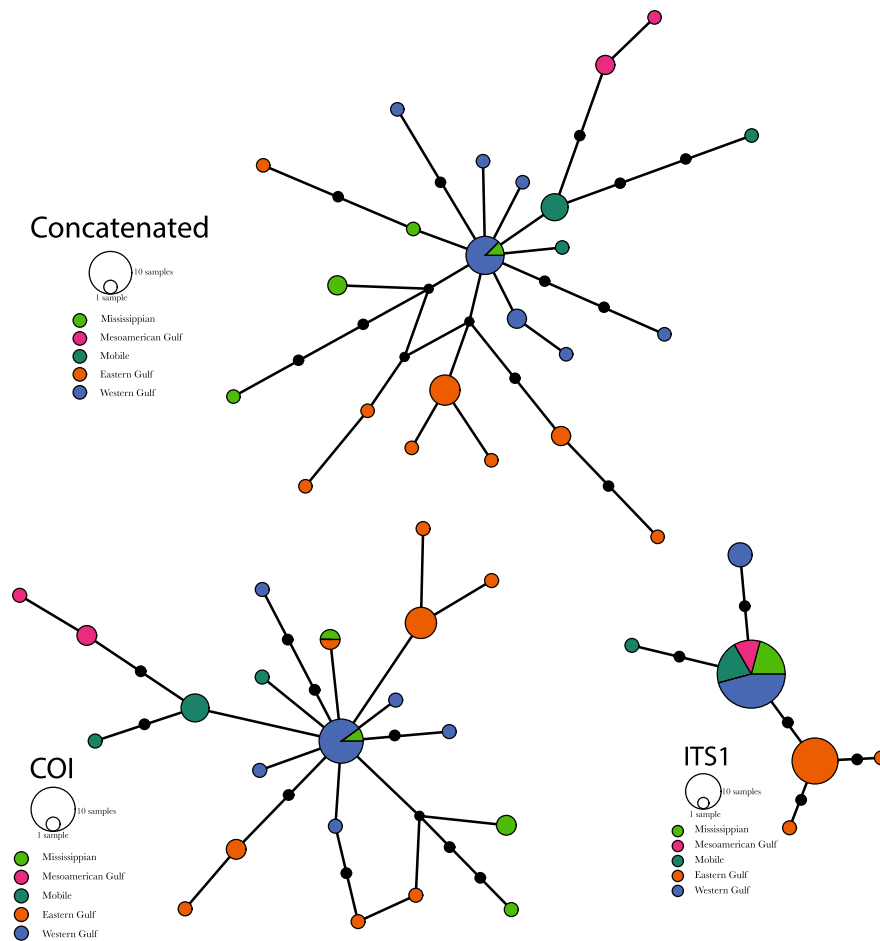 Concatenated
10 samples
1 sample
Mississippian
Mesoamerican Gulf
Mobile
Eastern Gulf
Western Gulf
COI
10 samples
1 sample
Mississippian
Mesoamerican Gulf
Mobile
Eastern Gulf
Western Gulf
ITS1
10 samples
1 sample
Mississippian
Mesoamerican Gulf
Mobile
Eastern Gulf
Western Gulf